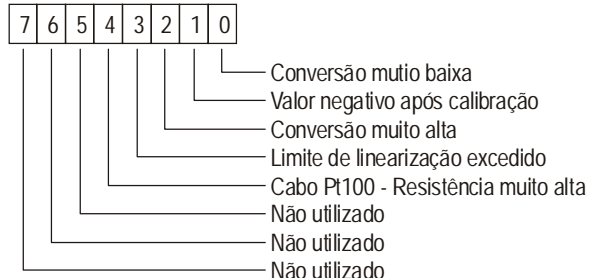 7 6 5 4 3 2 1 0
Conversão mutio baixa
Valor negativo após calibração
Conversão muito alta
Limite de linearização excedido
Cabo Pt100 - Resistência muito alta
Não utilizado
Não utilizado
Não utilizado